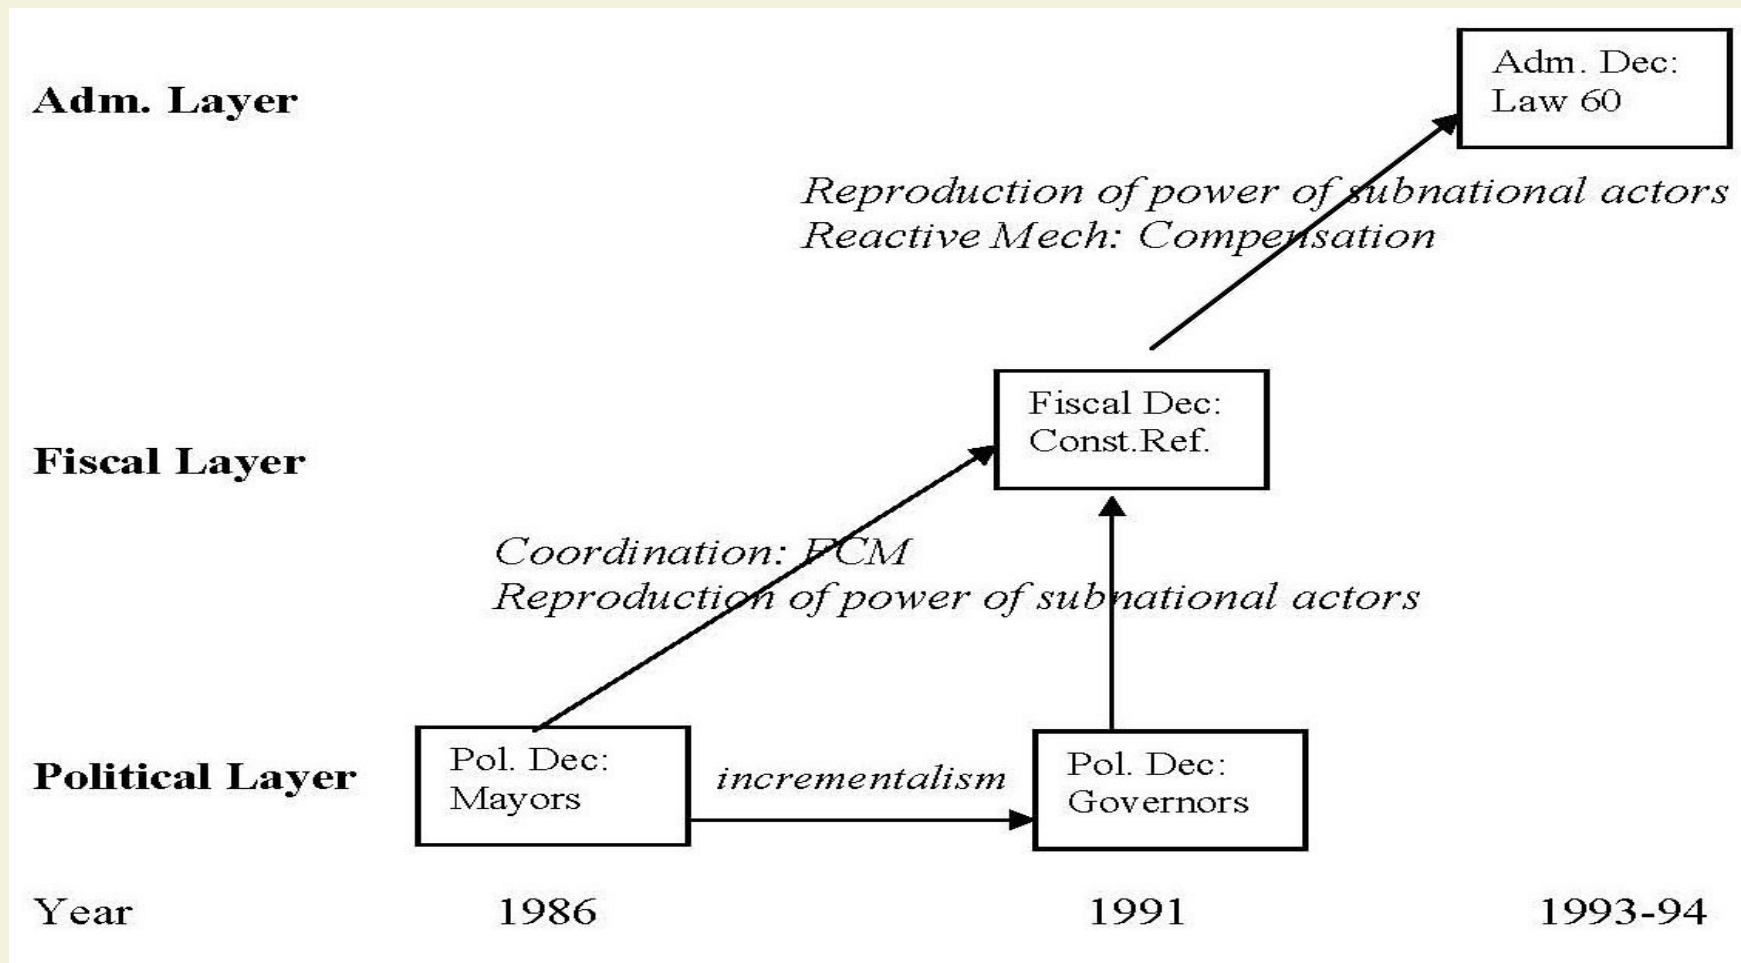 Adm. Layer
Adm. Dec:
Law 60
Reproduction of power of subnational actors
Reactive Mech: Compensation
Fiscal Layer
Fiscal Dec:
Const.Ref.
Coordination: FCM
Reproduction of power of subnational actors
Political Layer
Pol. Dec:
Mayors
incrementalism
Pol. Dec:
Governors
Year 1986 1991 1993-94